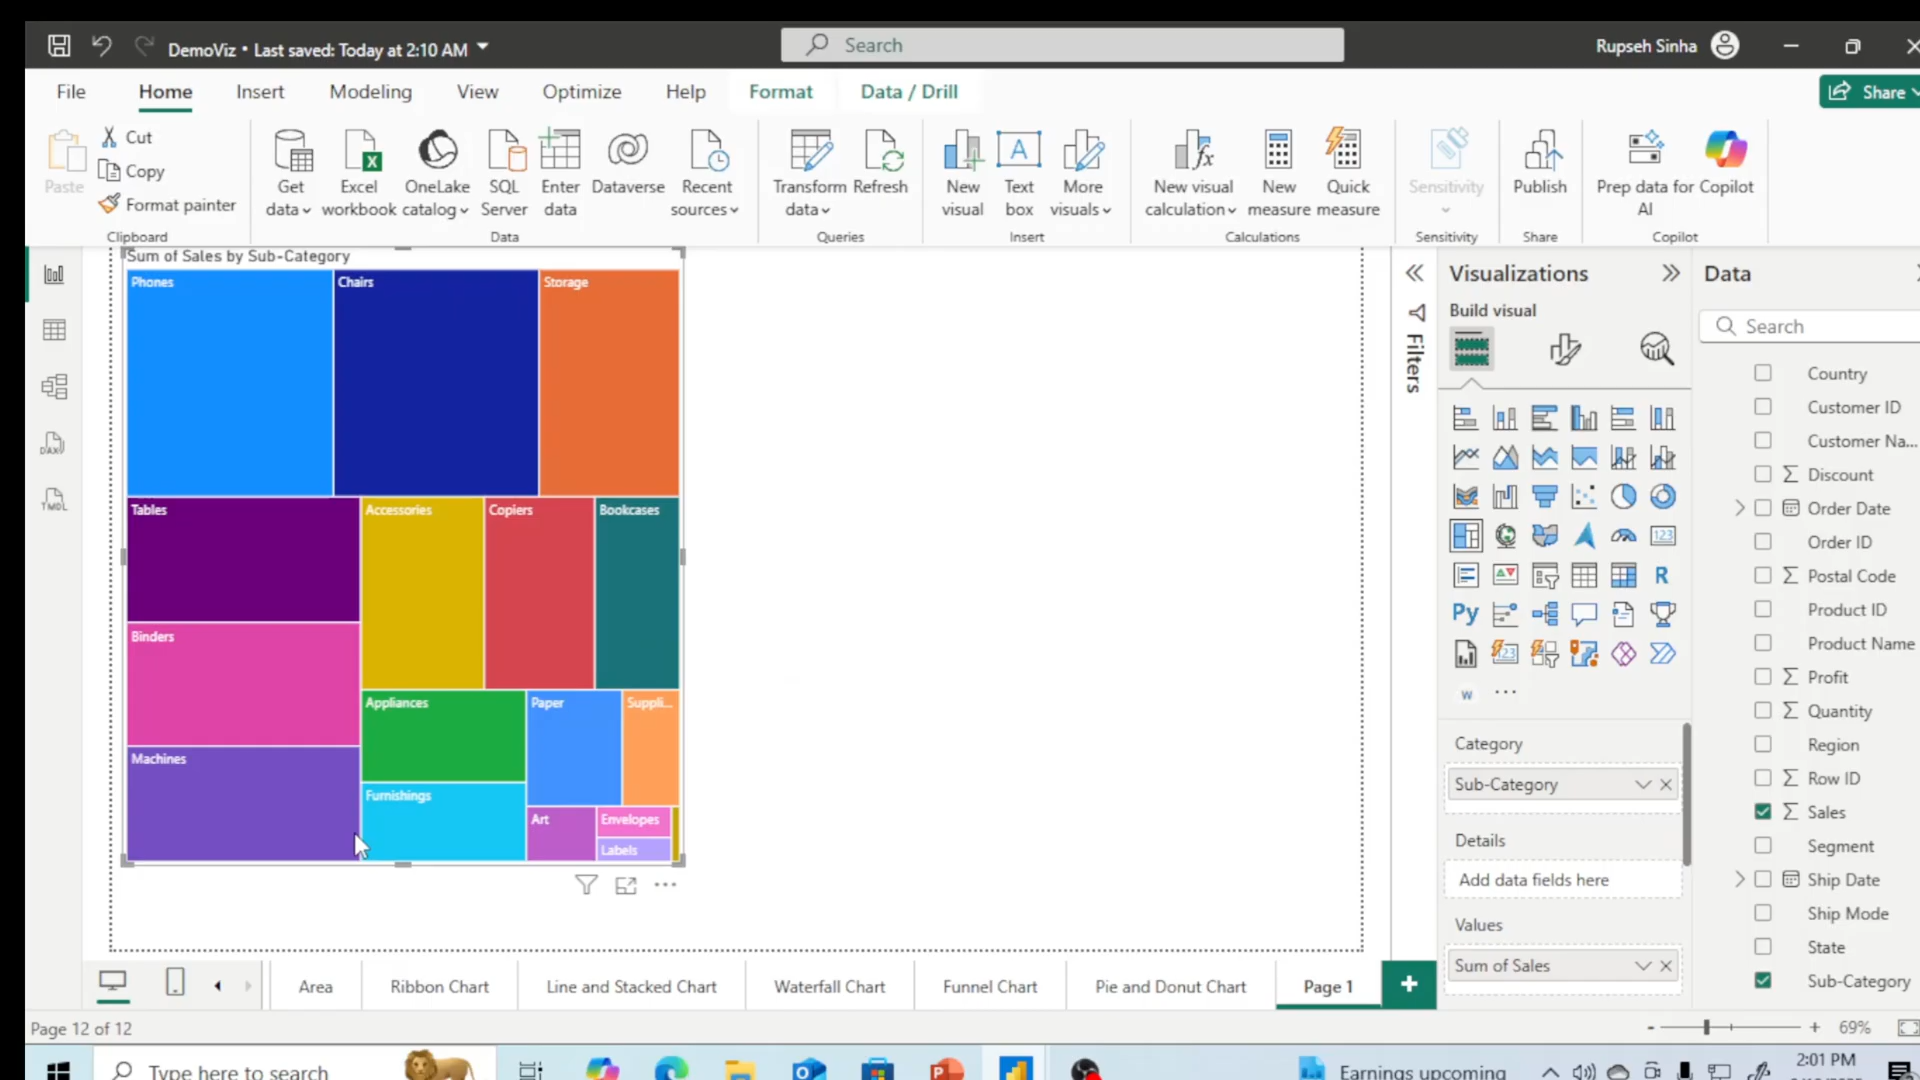 DemoViz • Last saved: Today at 2:10 AM
Search
Rupseh Sinha
File
Home
Insert
Modeling
View
Optimize
Help
Format
Data / Drill
Share
Paste
Cut
Copy
Format painter
Clipboard
Get data
Excel workbook
OneLake catalog
SQL Server
Enter data
Dataverse
Recent sources
Data
Transform data
Refresh
Queries
New visual
Text box
More visuals
Insert
New visual calculation
New measure
Quick measure
Calculations
Sensitivity
Sensitivity
Publish
Share
Prep data for AI
Copilot
Copilot
DAX
TMDL
Sum of Sales by Sub-Category
Phones
Chairs
Storage
Tables
Accessories
Copiers
Bookcases
Binders
Appliances
Paper
Suppli...
Machines
Furnishings
Art
Envelopes
Labels
Filters
Visualizations
Build visual
123
R
Py
123
W
Category
Sub-Category
Details
Add data fields here
Values
Sum of Sales
Data
Search
Country
Customer ID
Customer Na...
Discount
Order Date
Order ID
Postal Code
Product ID
Product Name
Profit
Quantity
Region
Row ID
Sales
Segment
Ship Date
Ship Mode
State
Sub-Category
Area
Ribbon Chart
Line and Stacked Chart
Waterfall Chart
Funnel Chart
Pie and Donut Chart
Page 1
Page 12 of 12
69%
Type here to search
Earnings upcoming
2:01 PM